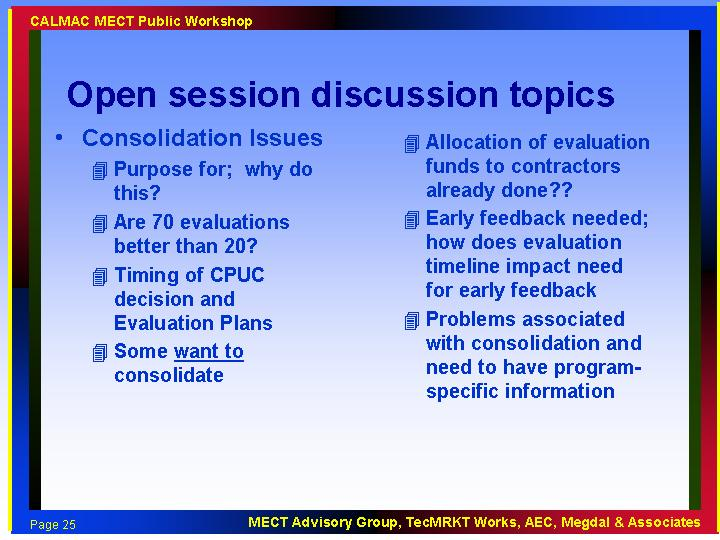 CALMAC MECT Public Workshop
Open session discussion topics
• Consolidation Issues
Purpose for; why do
this?
Are 70 evaluations
better than 20?
Timing of CPUC
decision and
Evaluation Plans
Some want to
consolidate
Allocation of evaluation
funds to contractors
already done??
Early feedback needed;
how does evaluation
timeline impact need
for early feedback
Problems associated
with consolidation and
need to have program-
specific information
Page 25
MECT Advisory Group, TecMRKT Works, AEC, Megdal & Associates